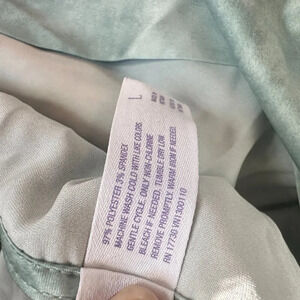 L
97% POLYESTER 3% SPANDEX
MACHINE WASH COLD WITH LIKE COLORS.
GENTLE CYCLE. ONLY NON-CHLORINE
BLEACH IF NEEDED. TUMBLE DRY LOW.
REMOVE PROMPTLY. WARM IRON IF NEEDED.
RN 17730 VN1300110